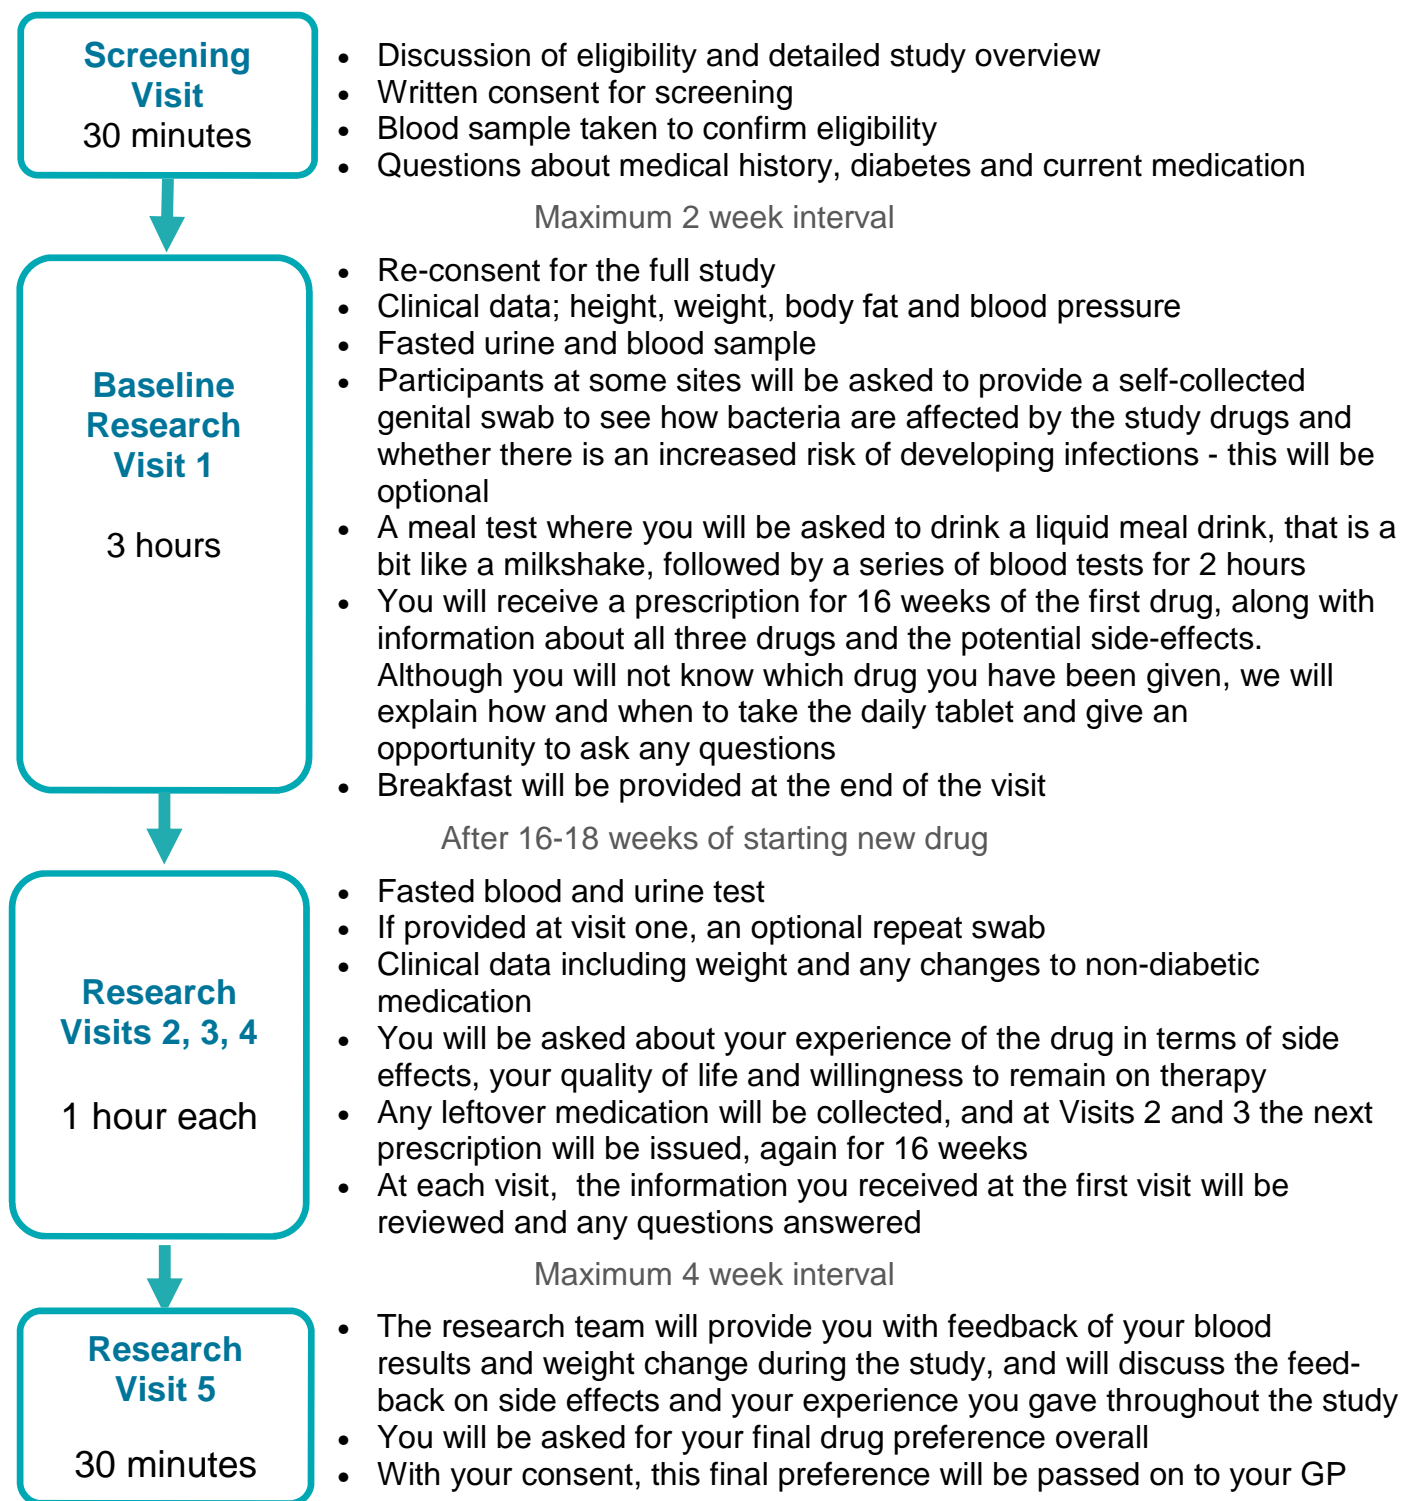 Screening
Visit
30 minutes
• Discussion of eligibility and detailed study overview
• Written consent for screening
• Blood sample taken to confirm eligibility
• Questions about medical history, diabetes and current medication
Maximum 2 week interval
Baseline
Research
Visit 1
3 hours
• Re-consent for the full study
• Clinical data; height, weight, body fat and blood pressure
• Fasted urine and blood sample
• Participants at some sites will be asked to provide a self-collected
genital swab to see how bacteria are affected by the study drugs and
whether there is an increased risk of developing infections - this will be
optional
• A meal test where you will be asked to drink a liquid meal drink, that is a
bit like a milkshake, followed by a series of blood tests for 2 hours
• You will receive a prescription for 16 weeks of the first drug, along with
information about all three drugs and the potential side-effects.
Although you will not know which drug you have been given, we will
explain how and when to take the daily tablet and give an
opportunity to ask any questions
• Breakfast will be provided at the end of the visit
After 16-18 weeks of starting new drug
Research
Visits 2, 3, 4
1 hour each
• Fasted blood and urine test
• If provided at visit one, an optional repeat swab
• Clinical data including weight and any changes to non-diabetic
medication
• You will be asked about your experience of the drug in terms of side
effects, your quality of life and willingness to remain on therapy
• Any leftover medication will be collected, and at Visits 2 and 3 the next
prescription will be issued, again for 16 weeks
• At each visit,  the information you received at the first visit will be
reviewed and any questions answered
Maximum 4 week interval
Research
Visit 5
30 minutes
• The research team will provide you with feedback of your blood
results and weight change during the study, and will discuss the feed-
back on side effects and your experience you gave throughout the study
• You will be asked for your final drug preference overall
• With your consent, this final preference will be passed on to your GP